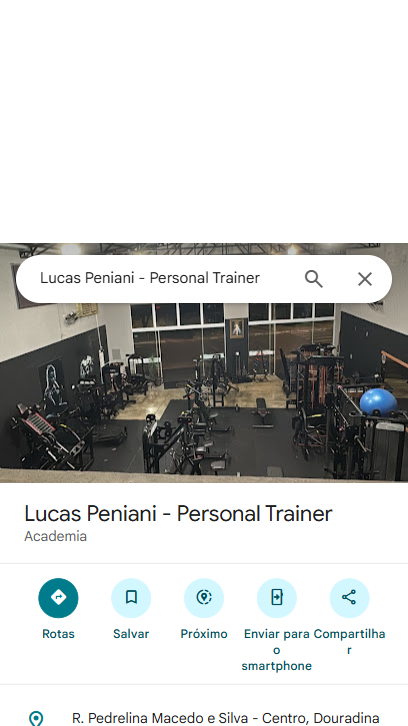 Lucas Peniani - Personal Trainer
Lucas Peniani - Personal Trainer
Academia
Rotas
Salvar
Próximo
Enviar para
o
smartphone
Compartilha
r
R. Pedrelina Macedo e Silva - Centro, Douradina